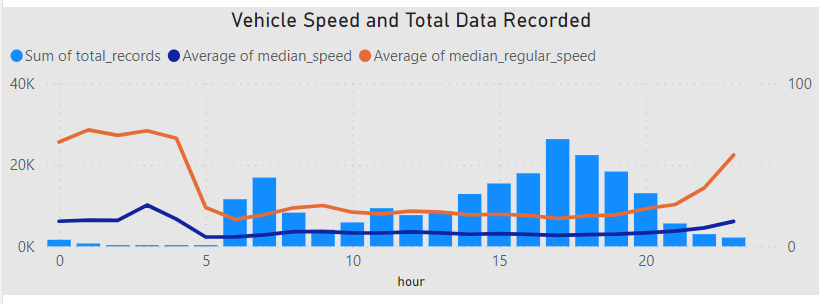 Vehicle Speed and Total Data Recorded
Sum of total_records Average of median_speed Average of median_regular_speed
40K 100
20K
0K 0
0 5 10 15 20
hour